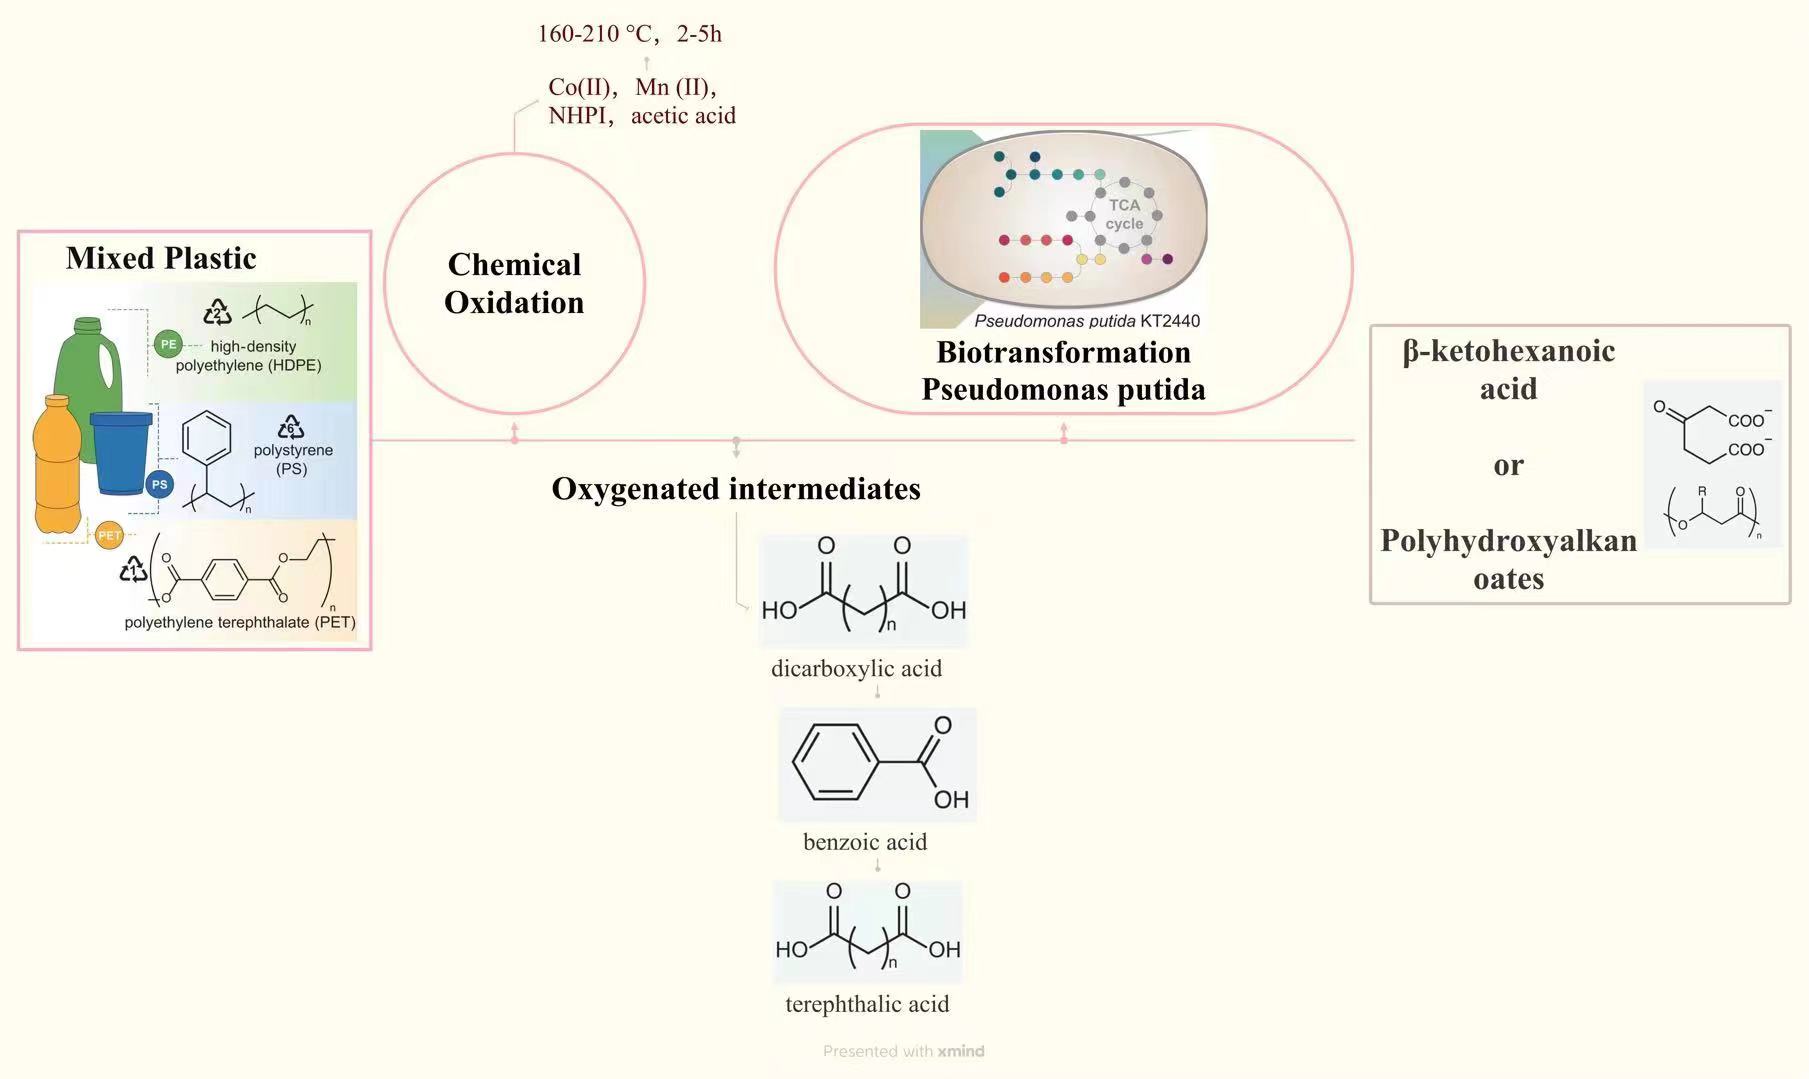 160-210 °C，2-5h
Co(II)，Mn (II)，
NHPI，acetic acid
Chemical
Oxidation
Mixed Plastic
2
n
PE
high-density
polyethylene (HDPE)
6
polystyrene
(PS)
PS
n
PET
1
O
O
O
O
n
polyethylene terephthalate (PET)
TCA
cycle
Pseudomonas putida KT2440
Biotransformation
Pseudomonas putida
Oxygenated intermediates
O O
HO OH
n
dicarboxylic acid
O
OH
benzoic acid
O O
HO OH
n
terephthalic acid
β-ketohexanoic
acid
or
Polyhydroxyalkan
oates
O
COO⁻
COO⁻
R O
O
n
Presented with xmind